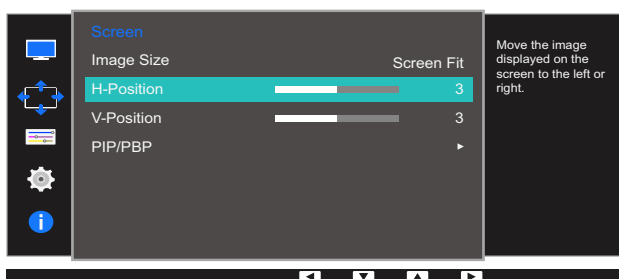 Screen
Image Size Screen Fit
H-Position 3
V-Position 3
PIP/PBP
Move the image
displayed on the
screen to the left or
right.